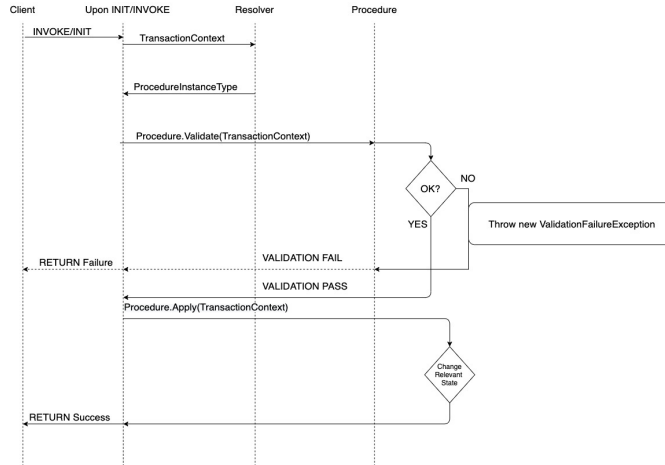 Client
Upon INIT/INVOKE
Resolver
Procedure
INVOKE/INIT
TransactionContext
ProcedureInstanceType
Procedure.Validate(TransactionContext)
OK?
NO
YES
Throw new ValidationFailureException
VALIDATION FAIL
RETURN Failure
VALIDATION PASS
Procedure.Apply(TransactionContext)
Change
Relevant
State
RETURN Success